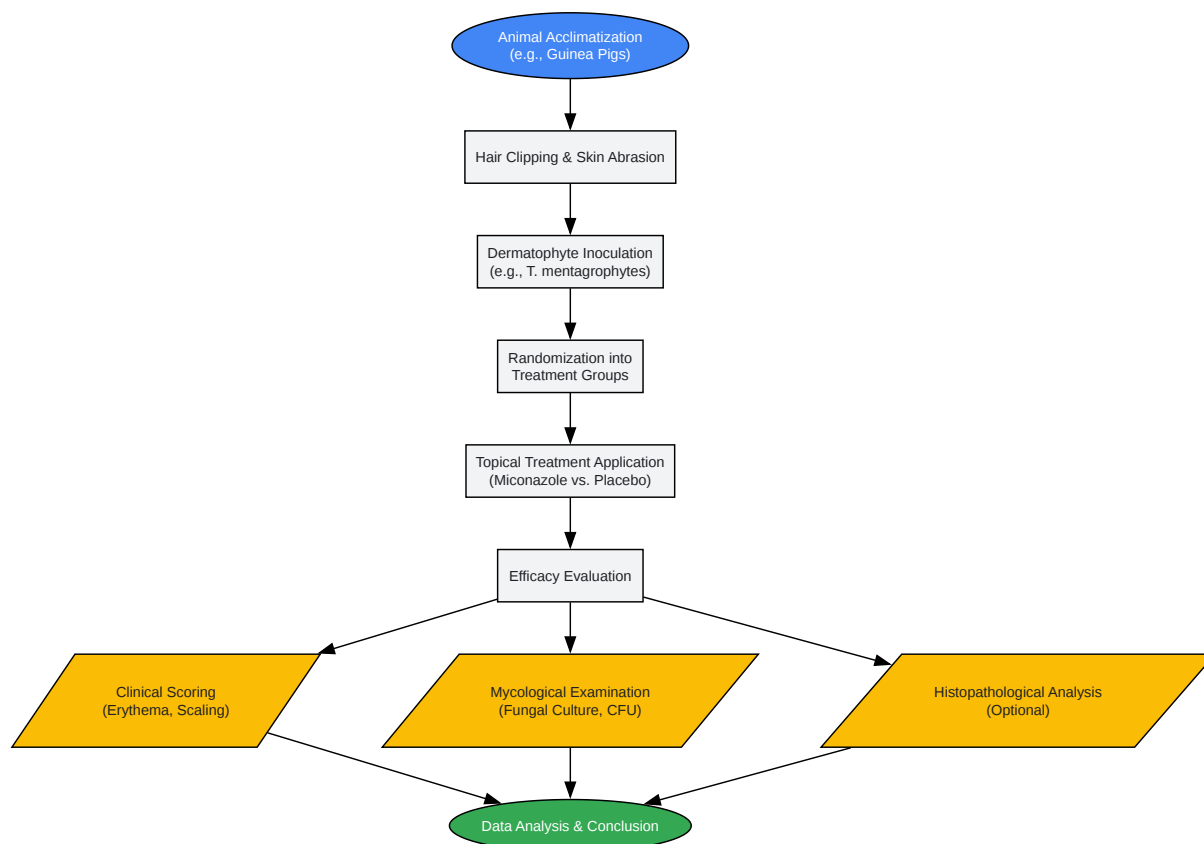 Animal Acclimatization
(e.g., Guinea Pigs)
Hair Clipping & Skin Abrasion
Dermatophyte Inoculation
(e.g., T. mentagrophytes)
Randomization into
Treatment Groups
Topical Treatment Application
(Miconazole vs. Placebo)
Efficacy Evaluation
Clinical Scoring
(Erythema, Scaling)
Mycological Examination
(Fungal Culture, CFU)
Histopathological Analysis
(Optional)
Data Analysis & Conclusion